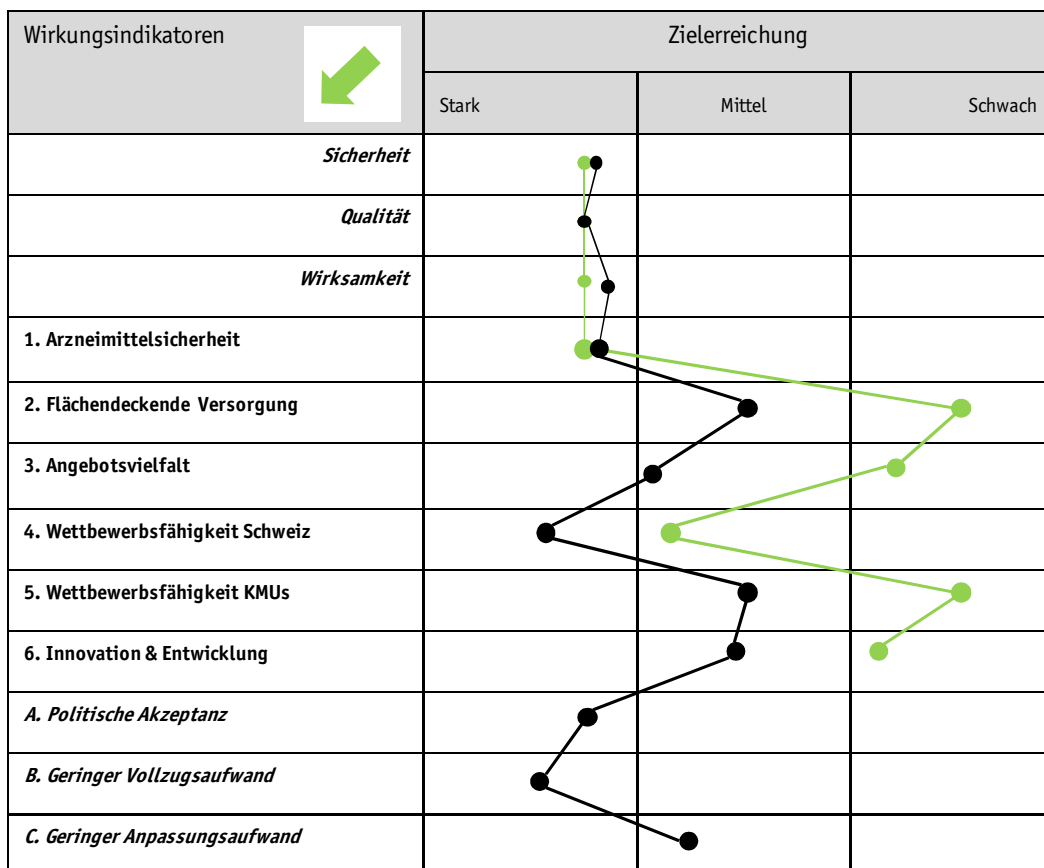 Wirkungsindikatoren
Zielerreichung
Stark
Mittel
Schwach
Sicherheit
Qualität
Wirksamkeit
1. Arzneimittelsicherheit
2. Flächendeckende Versorgung
3. Angebotsvielfalt
4. Wettbewerbsfähigkeit Schweiz
5. Wettbewerbsfähigkeit KMUs
6. Innovation & Entwicklung
A. Politische Akzeptanz
B. Geringer Vollzugsaufwand
C. Geringer Anpassungsaufwand